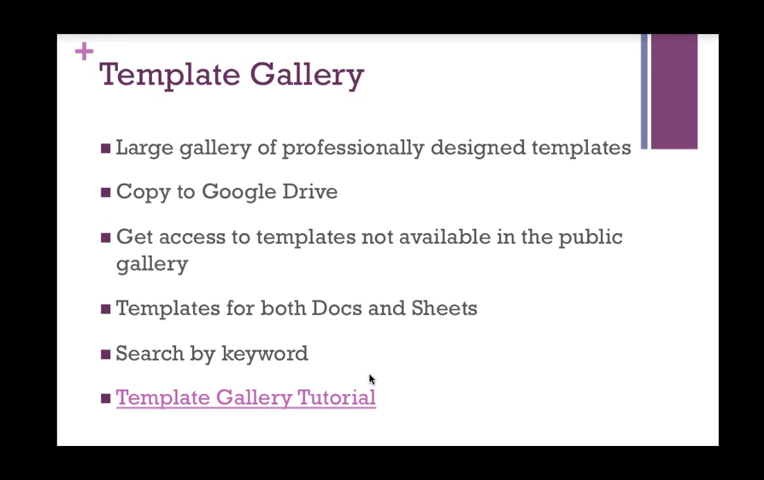 +
Template Gallery
Large gallery of professionally designed templates
Copy to Google Drive
Get access to templates not available in the public
gallery
Templates for both Docs and Sheets
Search by keyword
Template Gallery Tutorial